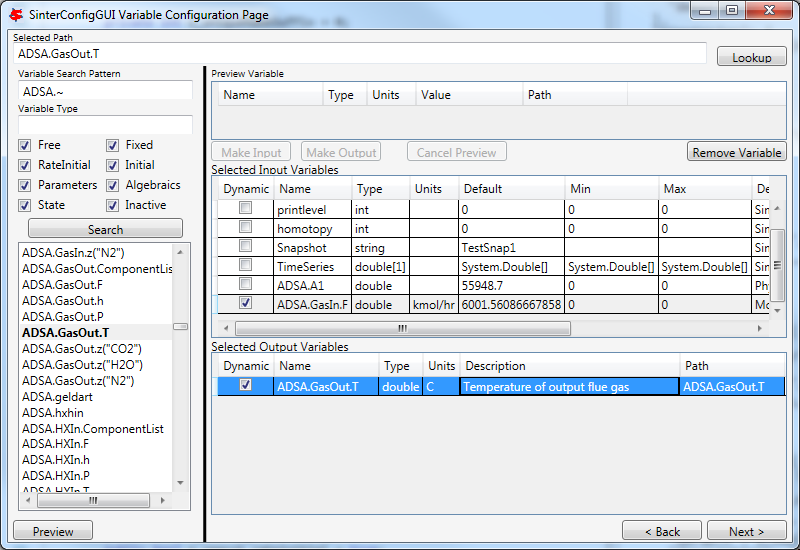 SinterConfigGUI Variable Configuration Page
Selected Path
ADSA.GasOut.T
Lookup
Variable Search Pattern
ADSA.~
Variable Type
Free Fixed
RateInitial Initial
Parameters Algebraics
State Inactive
Search
ADSA.GasIn.z("N2")
ADSA.GasOut.ComponentLis
ADSA.GasOut.F
ADSA.GasOut.h
ADSA.GasOut.P
ADSA.GasOut.T
ADSA.GasOut.z("CO2")
ADSA.GasOut.z("H2O")
ADSA.GasOut.z("N2")
ADSA.geldart
ADSA.hxhin
ADSA.HXIn.ComponentList
ADSA.HXIn.F
ADSA.HXIn.h
ADSA.HXIn.P
ADSA.HXIn.T
Preview
Preview Variable
Name Type Units Value Path
Make Input Make Output Cancel Preview Remove Variable
Selected Input Variables
Dynamic Name Type Units Default Min Max De
printlevel int 0 0 0 Sin
homotopy int 0 0 0 Sin
Snapshot string TestSnap1 Sin
TimeSeries double[1] System.Double[] System.Double[] System.Double[] Sin
ADSA.A1 double 55948.7 0 0 Phy
ADSA.GasIn.F double kmol/hr 6001.56086667858 0 0 Mo
Selected Output Variables
Dynamic Name Type Units Description Path
ADSA.GasOut.T double C Temperature of output flue gas ADSA.GasOut.T
< Back Next >